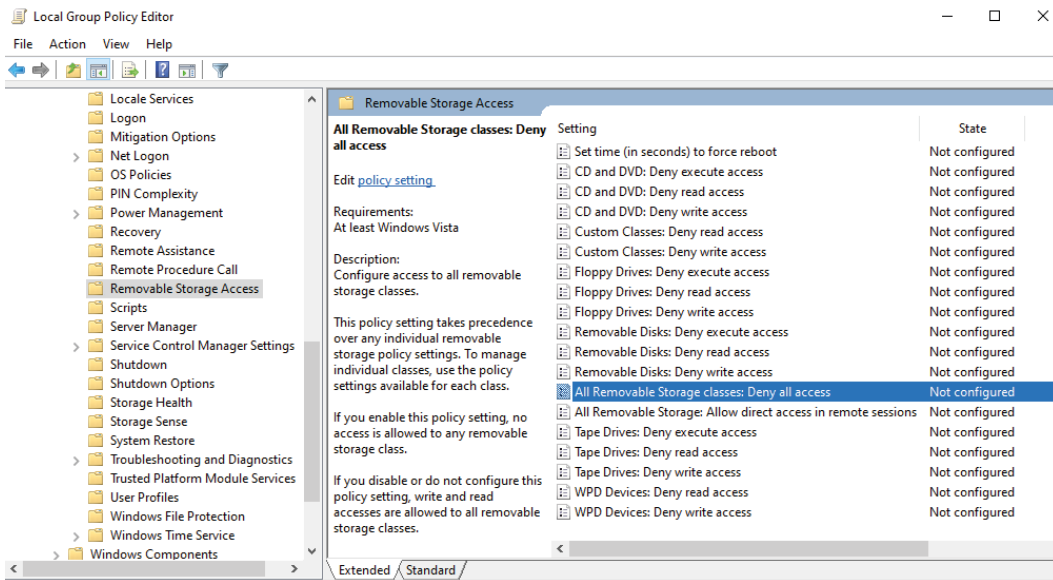 Local Group Policy Editor
File Action View Help
Locale Services
Logon
Mitigation Options
Net Logon
OS Policies
PIN Complexity
Power Management
Recovery
Remote Assistance
Remote Procedure Call
Removable Storage Access
Scripts
Server Manager
Service Control Manager Settings
Shutdown
Shutdown Options
Storage Health
Storage Sense
System Restore
Troubleshooting and Diagnostics
Trusted Platform Module Services
User Profiles
Windows File Protection
Windows Time Service
Windows Components
Removable Storage Access
All Removable Storage classes: Deny
all access
Edit policy setting
Requirements:
At least Windows Vista
Description:
Configure access to all removable
storage classes.
This policy setting takes precedence
over any individual removable
storage policy settings. To manage
individual classes, use the policy
settings available for each class.
If you enable this policy setting, no
access is allowed to any removable
storage class.
If you disable or do not configure this
policy setting, write and read
accesses are allowed to all removable
storage classes.
Setting State
Set time (in seconds) to force reboot Not configured
CD and DVD: Deny execute access Not configured
CD and DVD: Deny read access Not configured
CD and DVD: Deny write access Not configured
Custom Classes: Deny read access Not configured
Custom Classes: Deny write access Not configured
Floppy Drives: Deny execute access Not configured
Floppy Drives: Deny read access Not configured
Floppy Drives: Deny write access Not configured
Removable Disks: Deny execute access Not configured
Removable Disks: Deny read access Not configured
Removable Disks: Deny write access Not configured
All Removable Storage classes: Deny all access Not configured
All Removable Storage: Allow direct access in remote sessions Not configured
Tape Drives: Deny execute access Not configured
Tape Drives: Deny read access Not configured
Tape Drives: Deny write access Not configured
WPD Devices: Deny read access Not configured
WPD Devices: Deny write access Not configured
Extended Standard